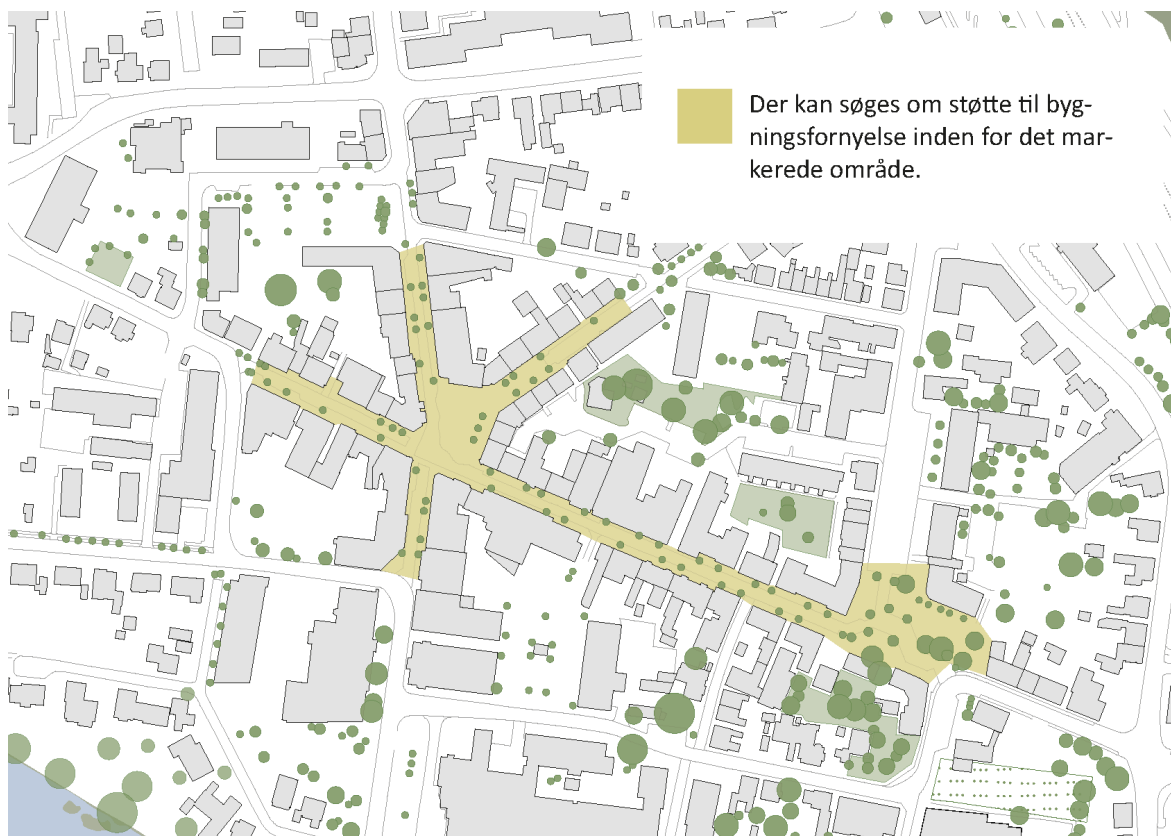 Der kan søges om støtte til byg-
ningsfornyelse inden for det mar-
kerede område.